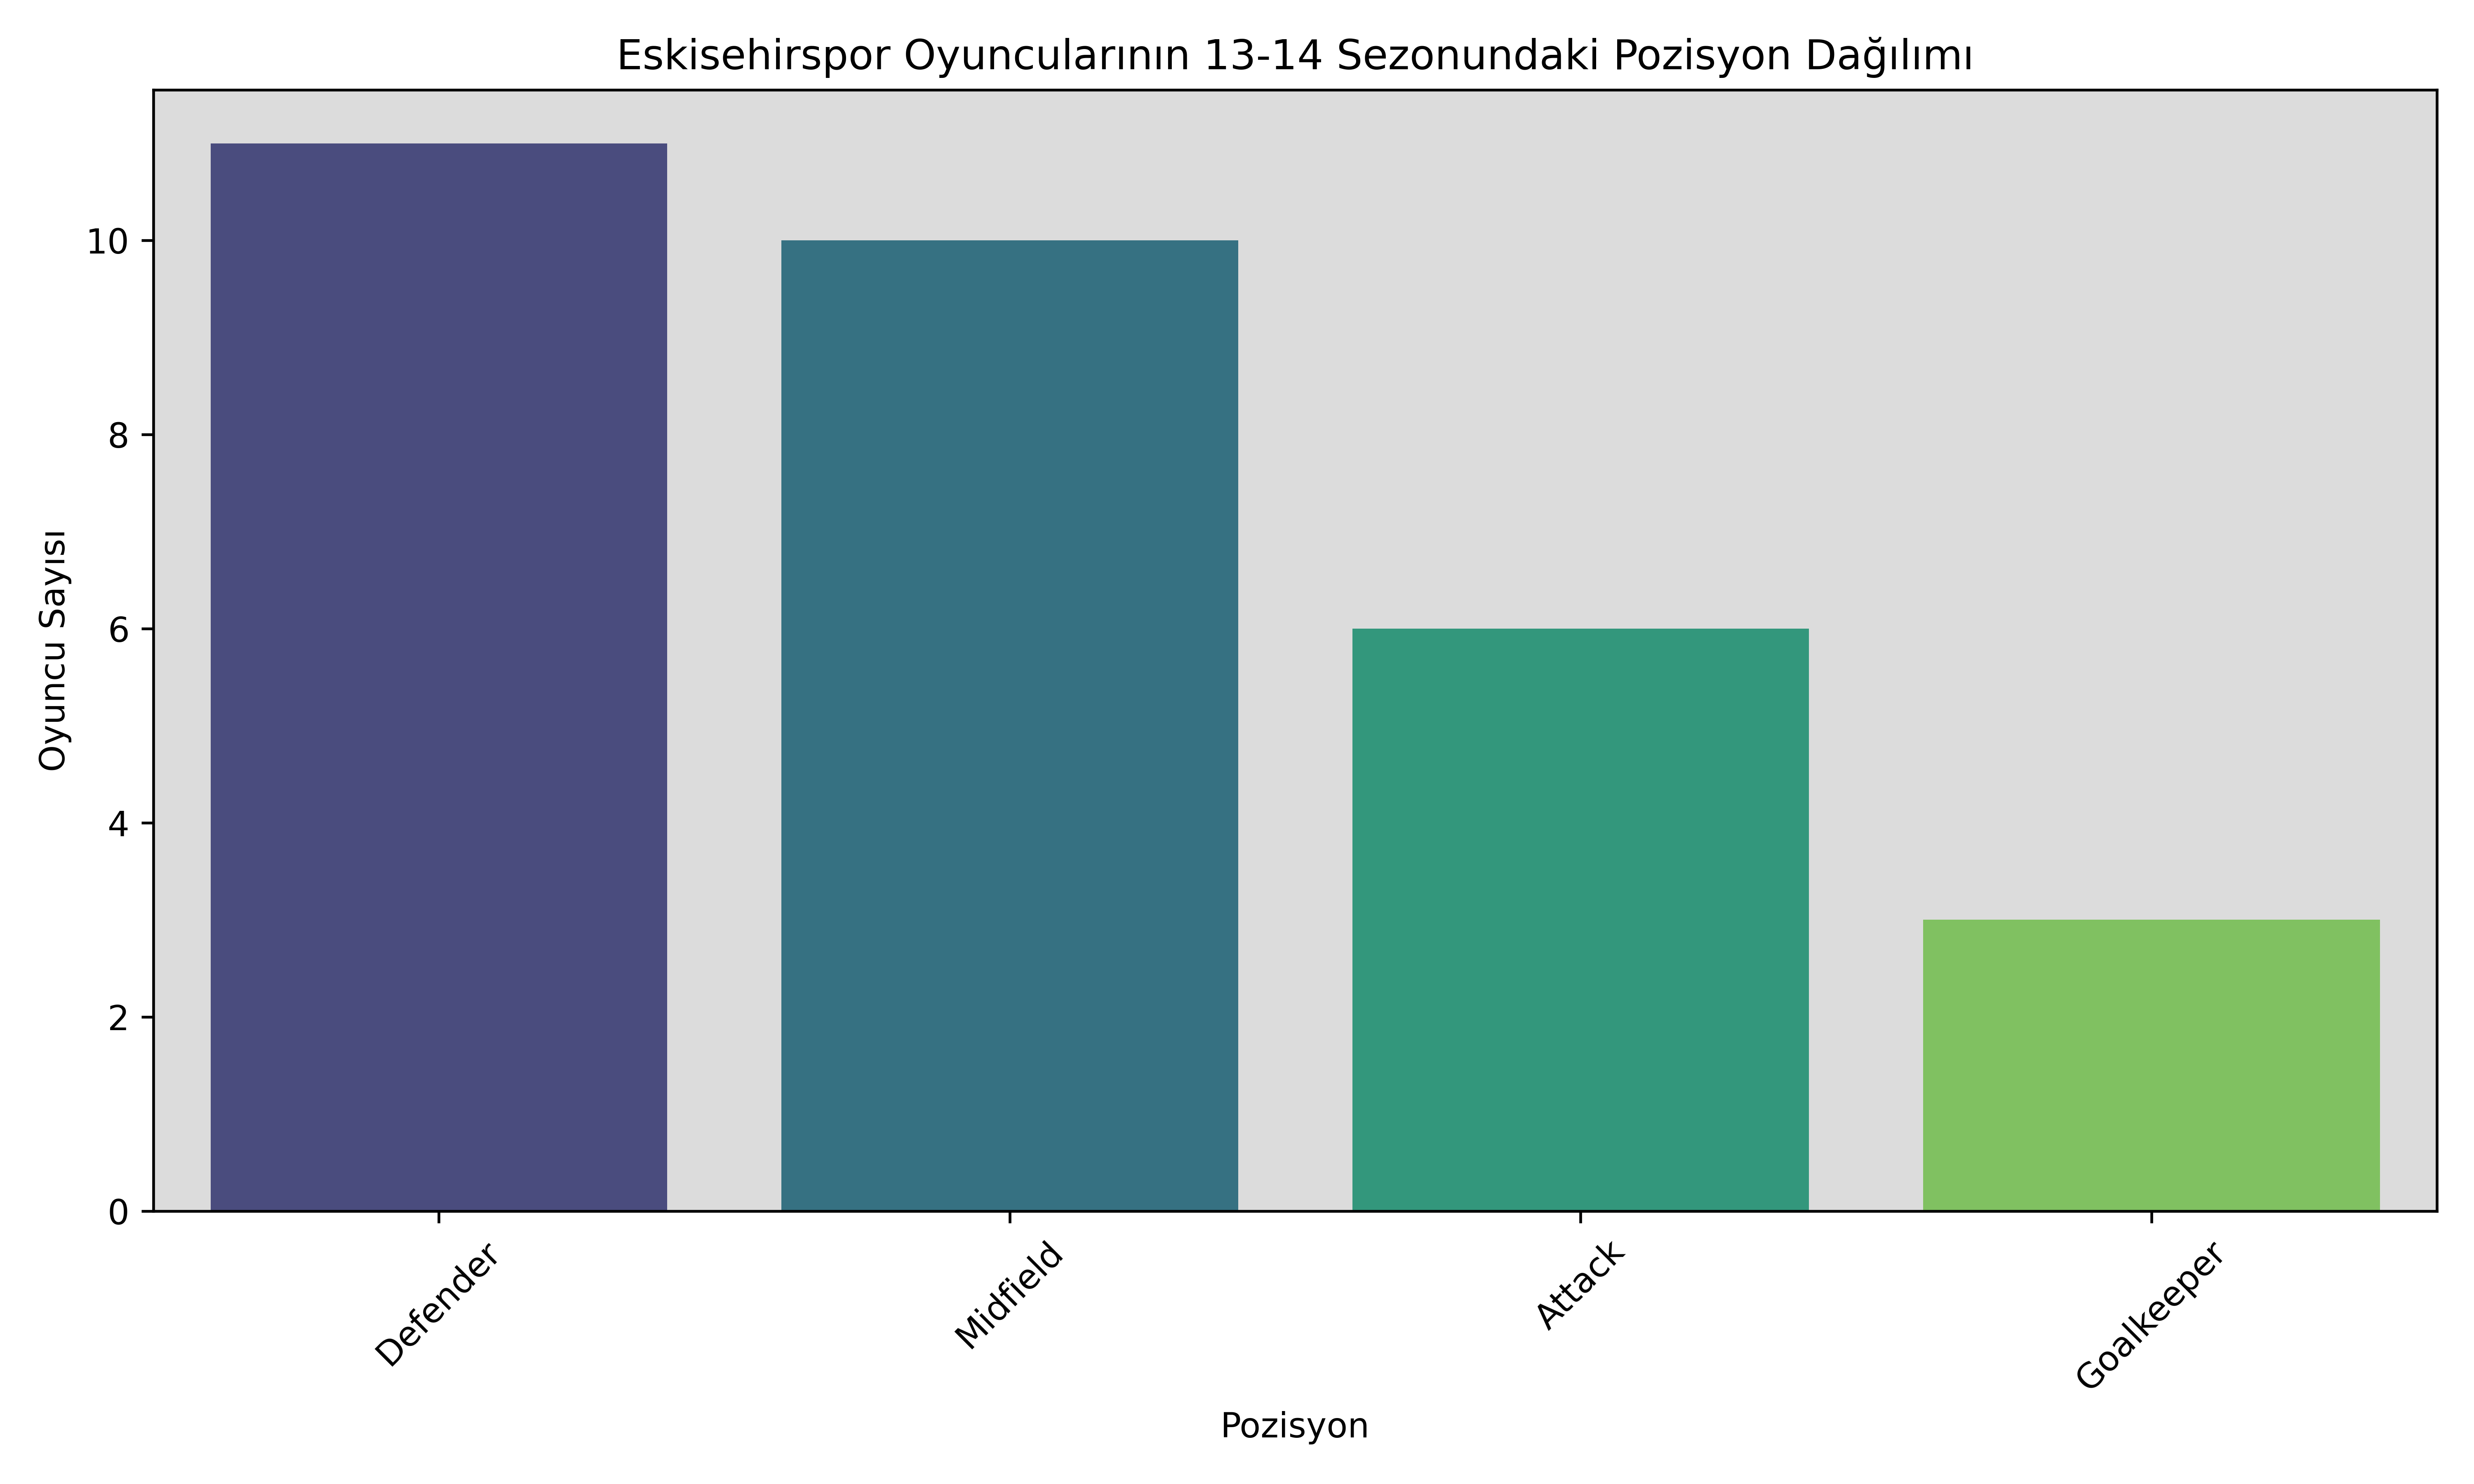 Eskisehirspor Oyuncularının 13-14 Sezonundaki Pozisyon Dağılımı
Oyuncu Sayısı
10
8
6
4
2
0
Defender
Midfield
Attack
Goalkeeper
Pozisyon